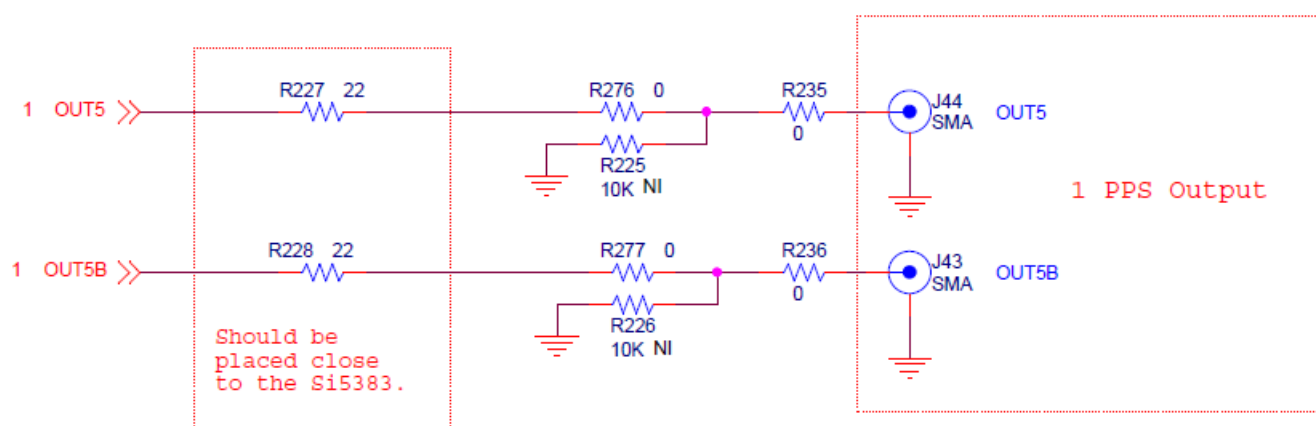 R227 22
R276 0
R235
J44
1 OUT5
SMA
OUT5
0
R225
10K NI
1 PPS Output
R228 22
R277 0
R236
J43
1 OUT5B
SMA
OUT5B
0
R226
10K NI
Should be
placed close
to the Si5383.